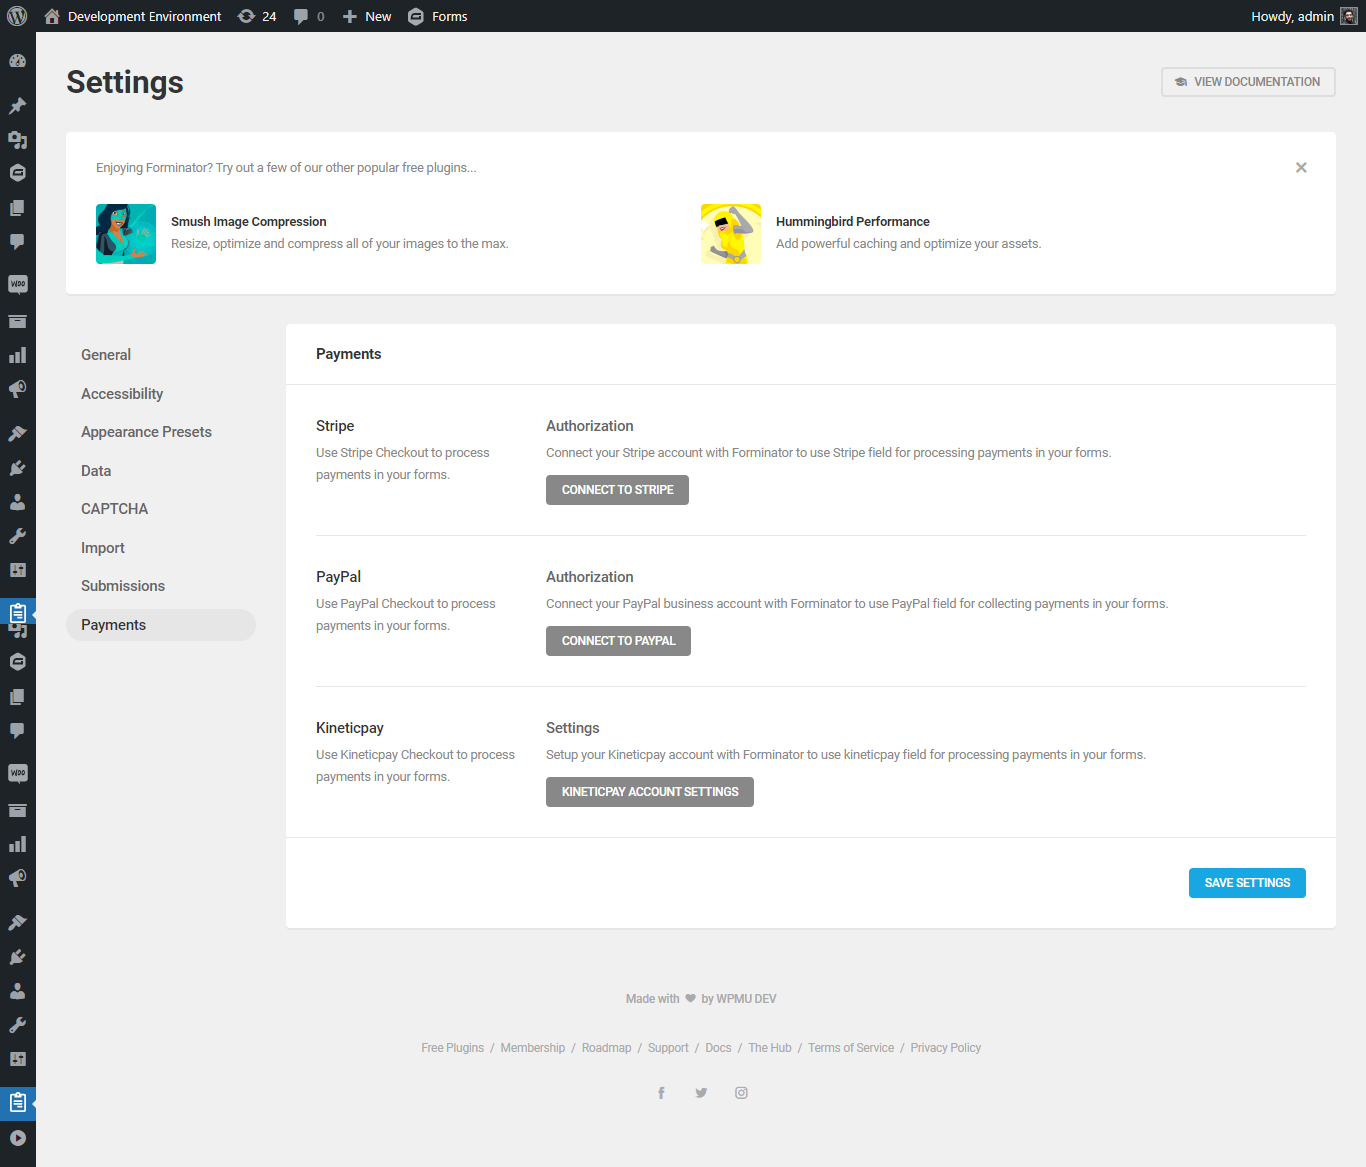 Development Environment 24 0 New Forms Howdy, admin
Settings
VIEW DOCUMENTATION
Enjoying Forminator? Try out a few of our other popular free plugins...
Smush Image Compression
Resize, optimize and compress all of your images to the max.
Hummingbird Performance
Add powerful caching and optimize your assets.
General
Accessibility
Appearance Presets
Data
CAPTCHA
Import
Submissions
Payments
Payments
Stripe
Use Stripe Checkout to process
payments in your forms.
Authorization
Connect your Stripe account with Forminator to use Stripe field for processing payments in your forms.
CONNECT TO STRIPE
PayPal
Use PayPal Checkout to process
payments in your forms.
Authorization
Connect your PayPal business account with Forminator to use PayPal field for collecting payments in your forms.
CONNECT TO PAYPAL
Kineticpay
Use Kineticpay Checkout to process
payments in your forms.
Settings
Setup your Kineticpay account with Forminator to use kineticpay field for processing payments in your forms.
KINETICPAY ACCOUNT SETTINGS
SAVE SETTINGS
Made with ♥ by WPMU DEV
Free Plugins / Membership / Roadmap / Support / Docs / The Hub / Terms of Service / Privacy Policy
Woo
Woo